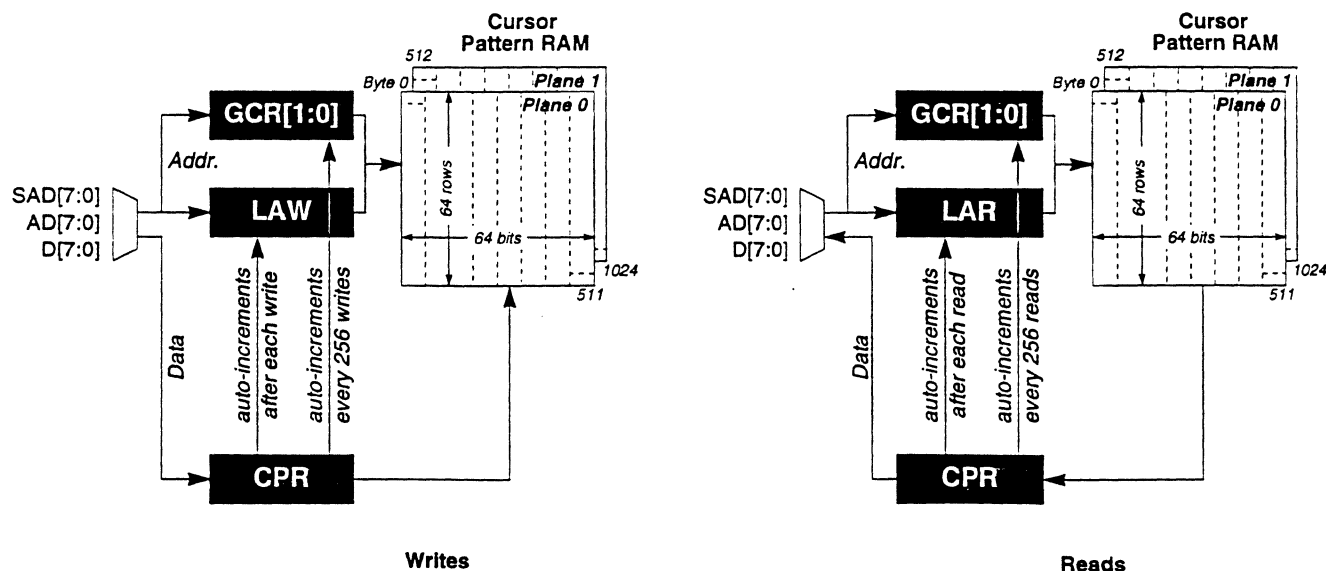 Cursor
Pattern RAM
512
Byte 0
Plane 1
Plane 0
GCR[1:0]
Addr.
SAD[7:0]
AD[7:0]
D[7:0]
LAW
64 rows
64 bits
1024
511
Data
auto-increments
after each write
auto-increments
every 256 writes
CPR
Writes
Cursor
Pattern RAM
512
Byte 0
Plane 1
Plane 0
GCR[1:0]
Addr.
SAD[7:0]
AD[7:0]
D[7:0]
LAR
64 rows
64 bits
1024
511
Data
auto-increments
after each read
auto-increments
every 256 reads
CPR
Reads